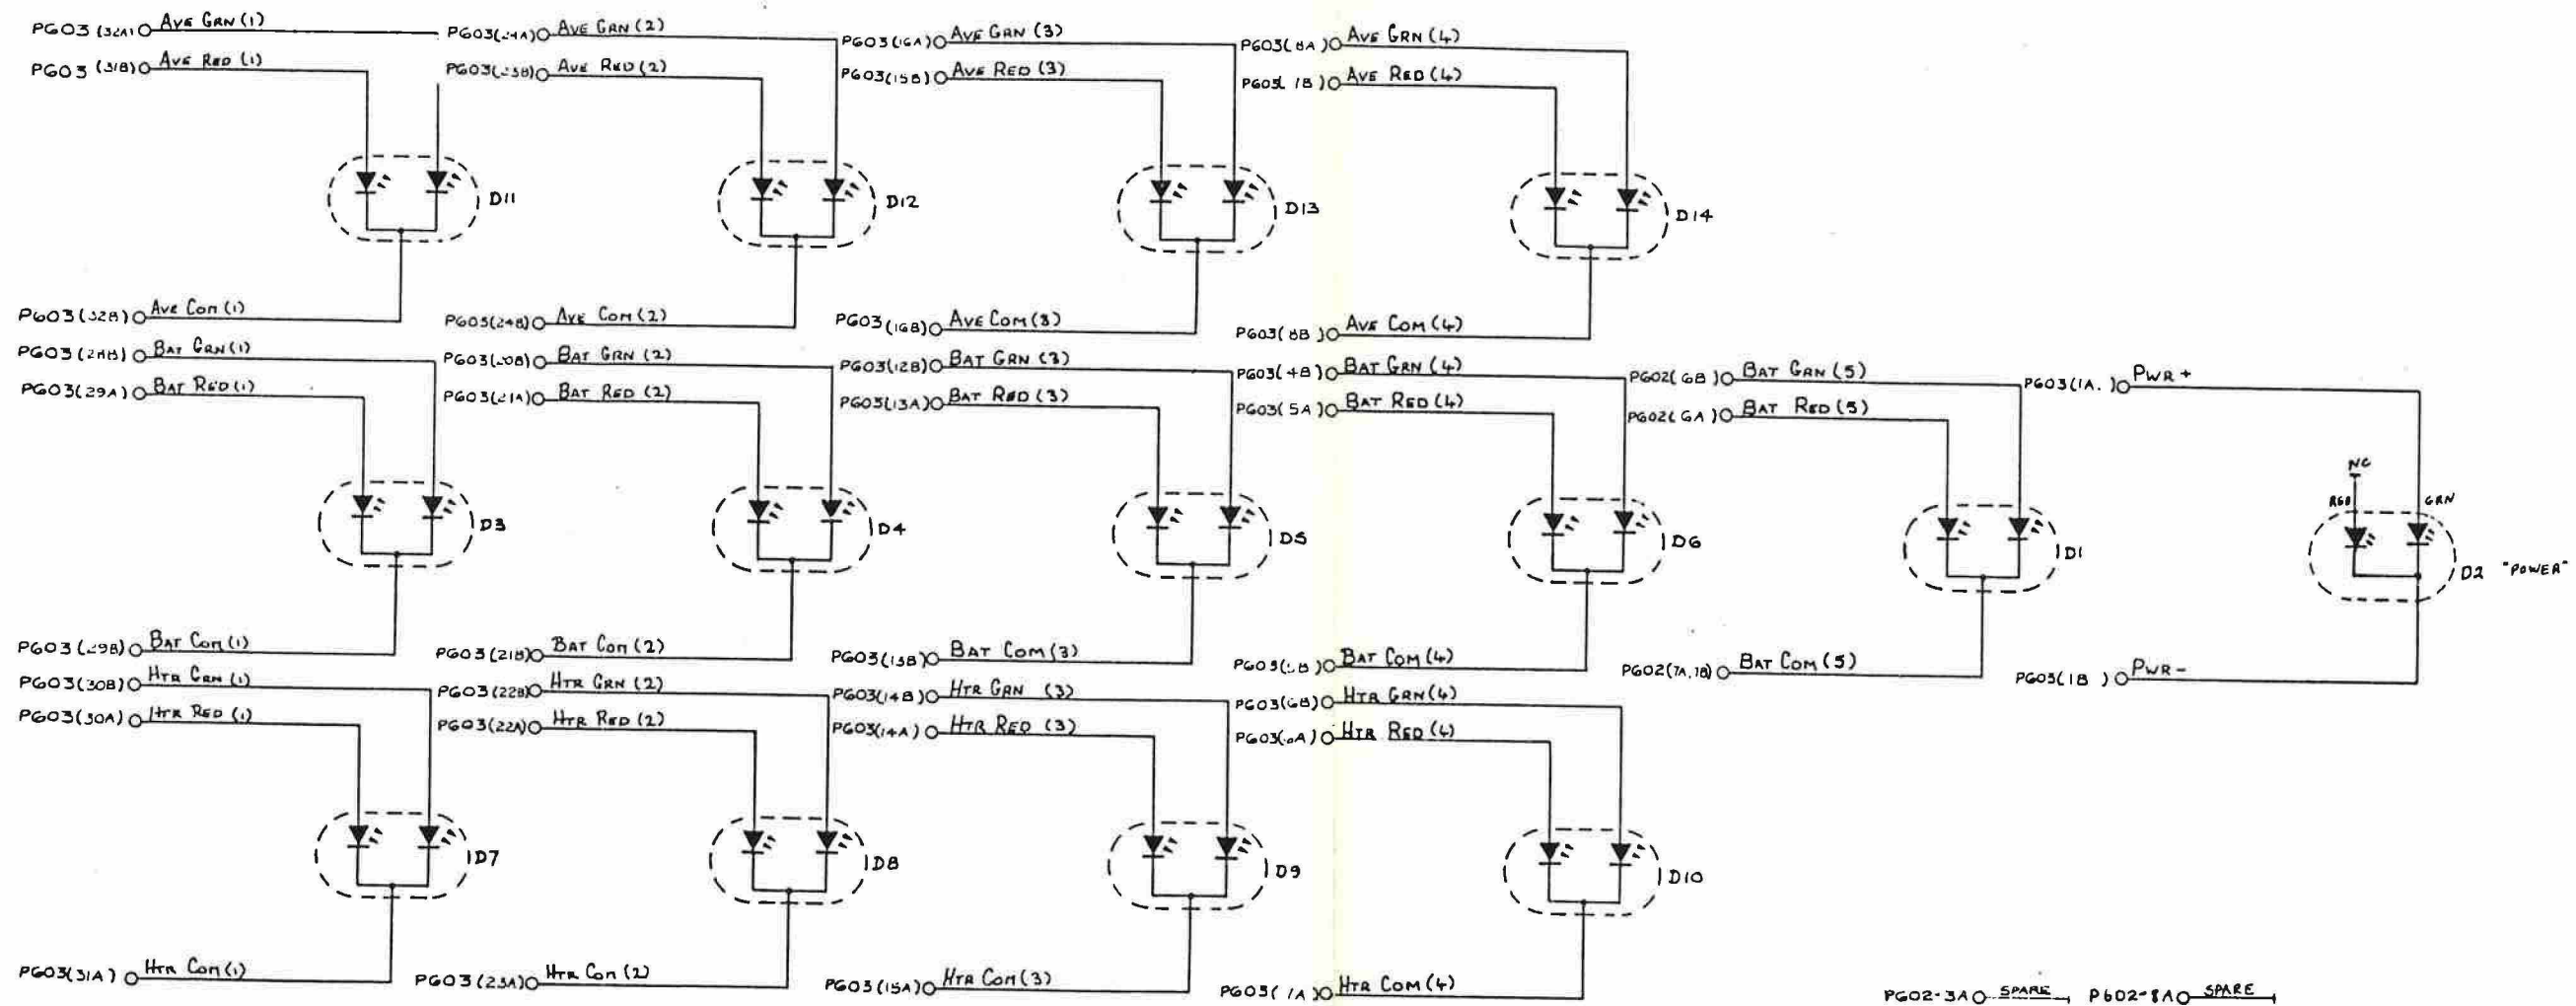 PG03 (32A) AVE GRN (1)
PG03(24A) AVE GRN (2)
PG03(16A) AVE GRN (3)
PG03(8A) AVE GRN (4)
PG03 (31B) AVE RED (1)
AVE RED (2)
PG03(15B) AVE RED (3)
AVE RED (4)
D11
D12
D13
D14
PG03(32B) AVE COM (1)
PG03(24B) AVE COM (2)
PG03(16B) AVE COM (3)
PG03(8B) AVE COM (4)
BAT GRN (1)
PG03(20B) BAT GRN (2)
PG03(12B) BAT GRN (3)
PG03(4B) BAT GRN (4)
PG02(6B) BAT GRN (5)
PG03(1A) PWR+
PG03(29A) BAT RED (1)
PG03(21A) BAT RED (2)
PG03(13A) BAT RED (3)
PG03(5A) BAT RED (4)
PG02(6A) BAT RED (5)
NC
RED
GRN
D3
D4
D5
D6
D1
D2 "POWER"
PG03(29B) BAT COM (1)
PG03(21B) BAT COM (2)
PG03(13B) BAT COM (3)
BAT COM (4)
PG02(7A,7B) BAT COM (5)
PG03(1B) PWR-
PG03(30B) HTR GRN (1)
PG03(22B) HTR GRN (2)
PG03(14B) HTR GRN (3)
PG03(6B) HTR GRN (4)
PG03(30A) HTR RED (1)
PG03(22A) HTR RED (2)
PG03(14A) HTR RED (3)
HTR RED (4)
D7
D8
D9
D10
PG03(31A) HTR COM (1)
PG03(23A) HTR COM (2)
PG03(15A) HTR COM (3)
HTR COM (4)
PG02-3A SPARE
PG02-8A SPARE